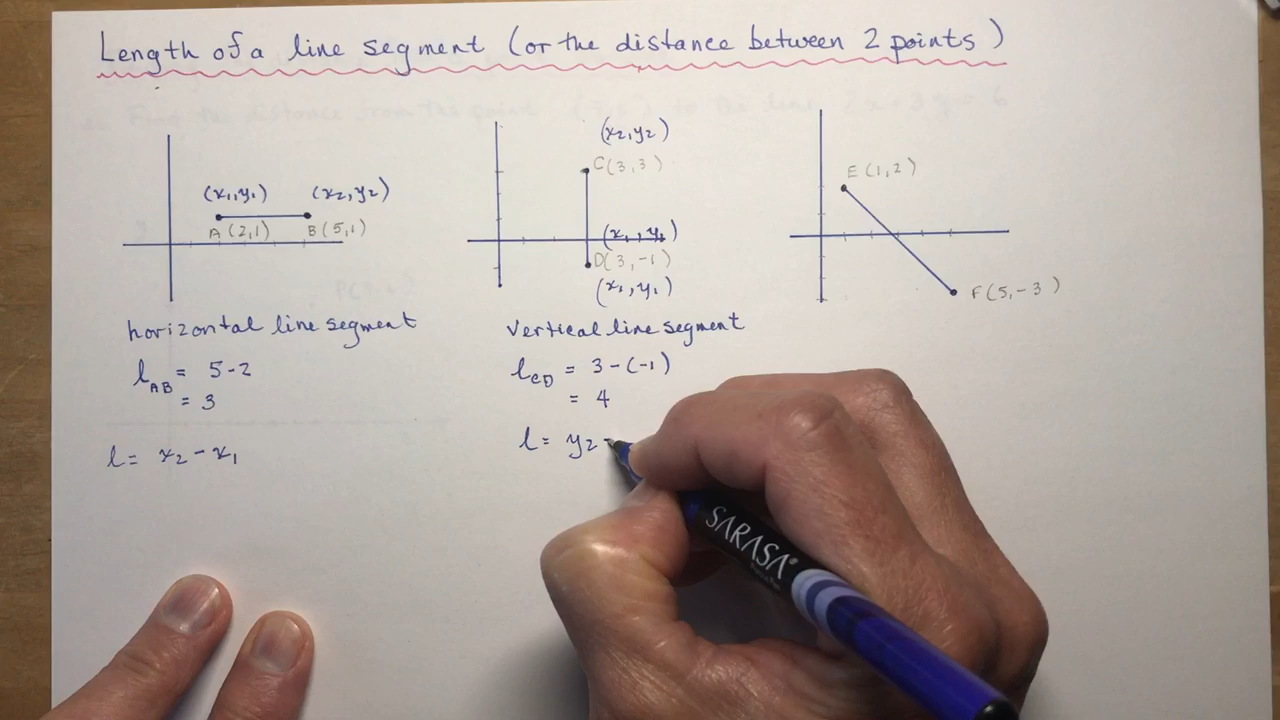 Length of a line segment (or the distance between 2 points)
(x₁,y₁) (x₂,y₂)
A(2,1) B(5,1)
horizontal line segment
l_AB = 5-2
= 3
l = x₂ - x₁
(x₂,y₂)
C(3,3)
(x₁,y₁)
D(3,-1)
(x₁,y₁)
vertical line segment
l_CD = 3-(-1)
= 4
l = y₂ -
E(1,2)
F(5,-3)
SARASA